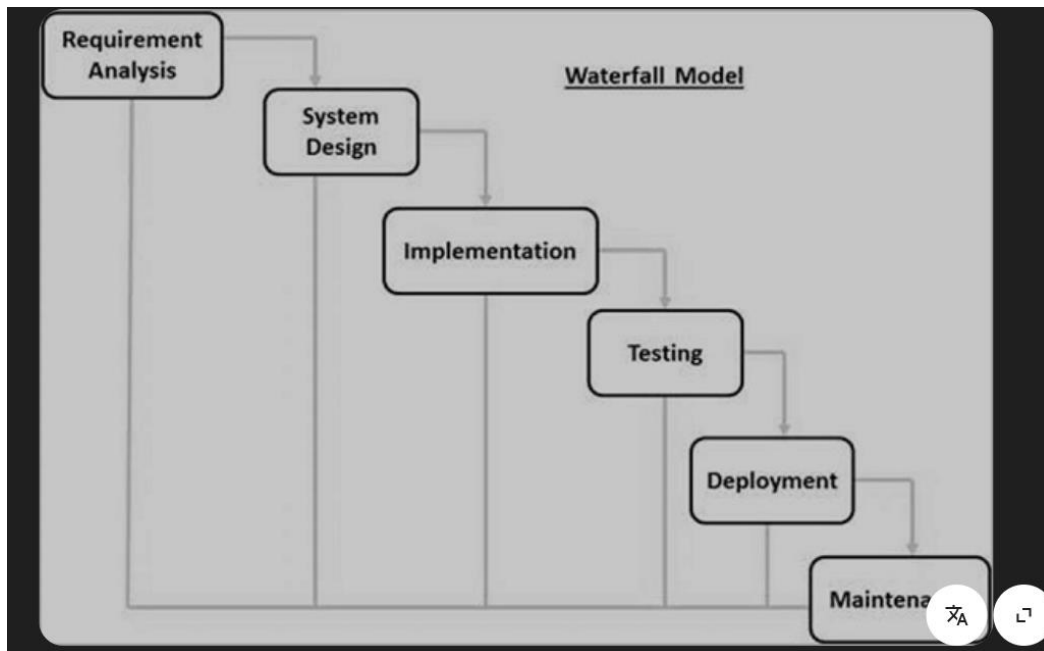 Requirement
Analysis
Waterfall Model
System
Design
Implementation
Testing
Deployment